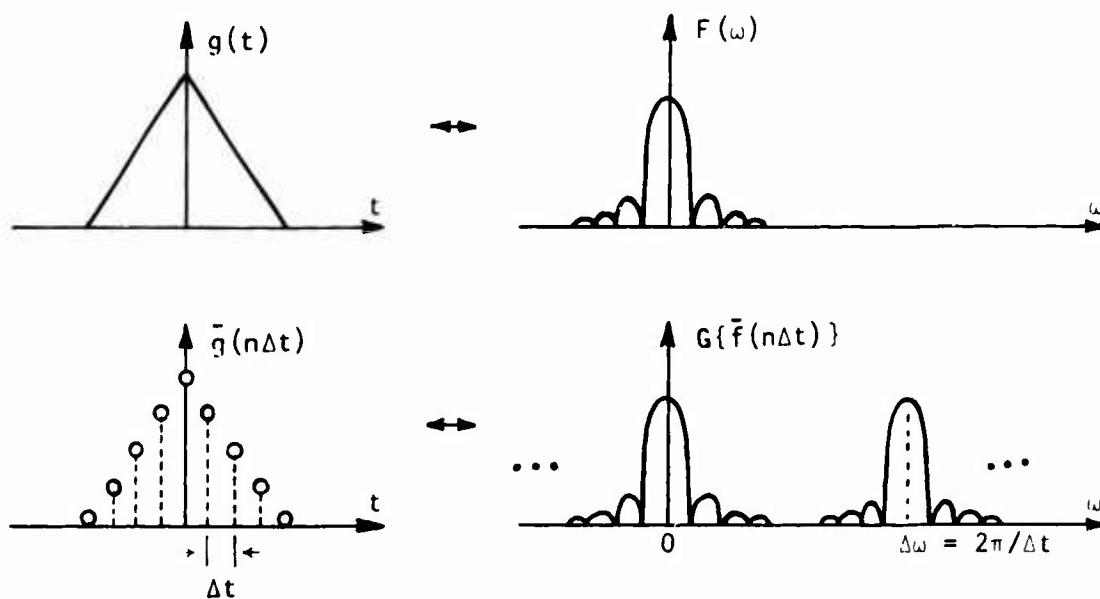 g(t)
F(ω)
t
ω
ḡ(nΔt)
G{f̄(nΔt)}
...
...
t
ω
0
Δω = 2π/Δt
Δt